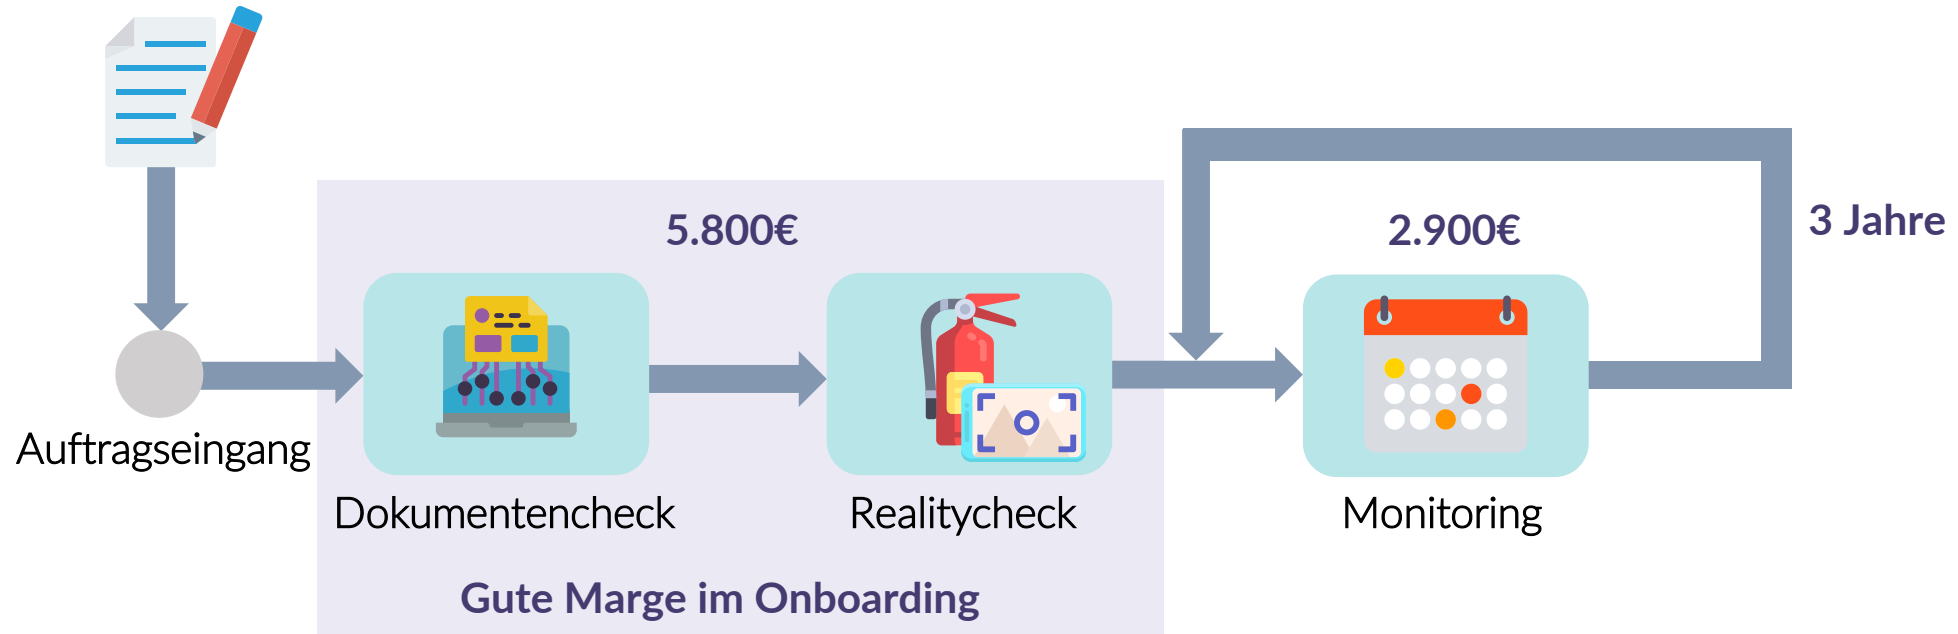 5.800€
2.900€
3 Jahre
Auftragseingang
Dokumentencheck
Realitycheck
Monitoring
Gute Marge im Onboarding